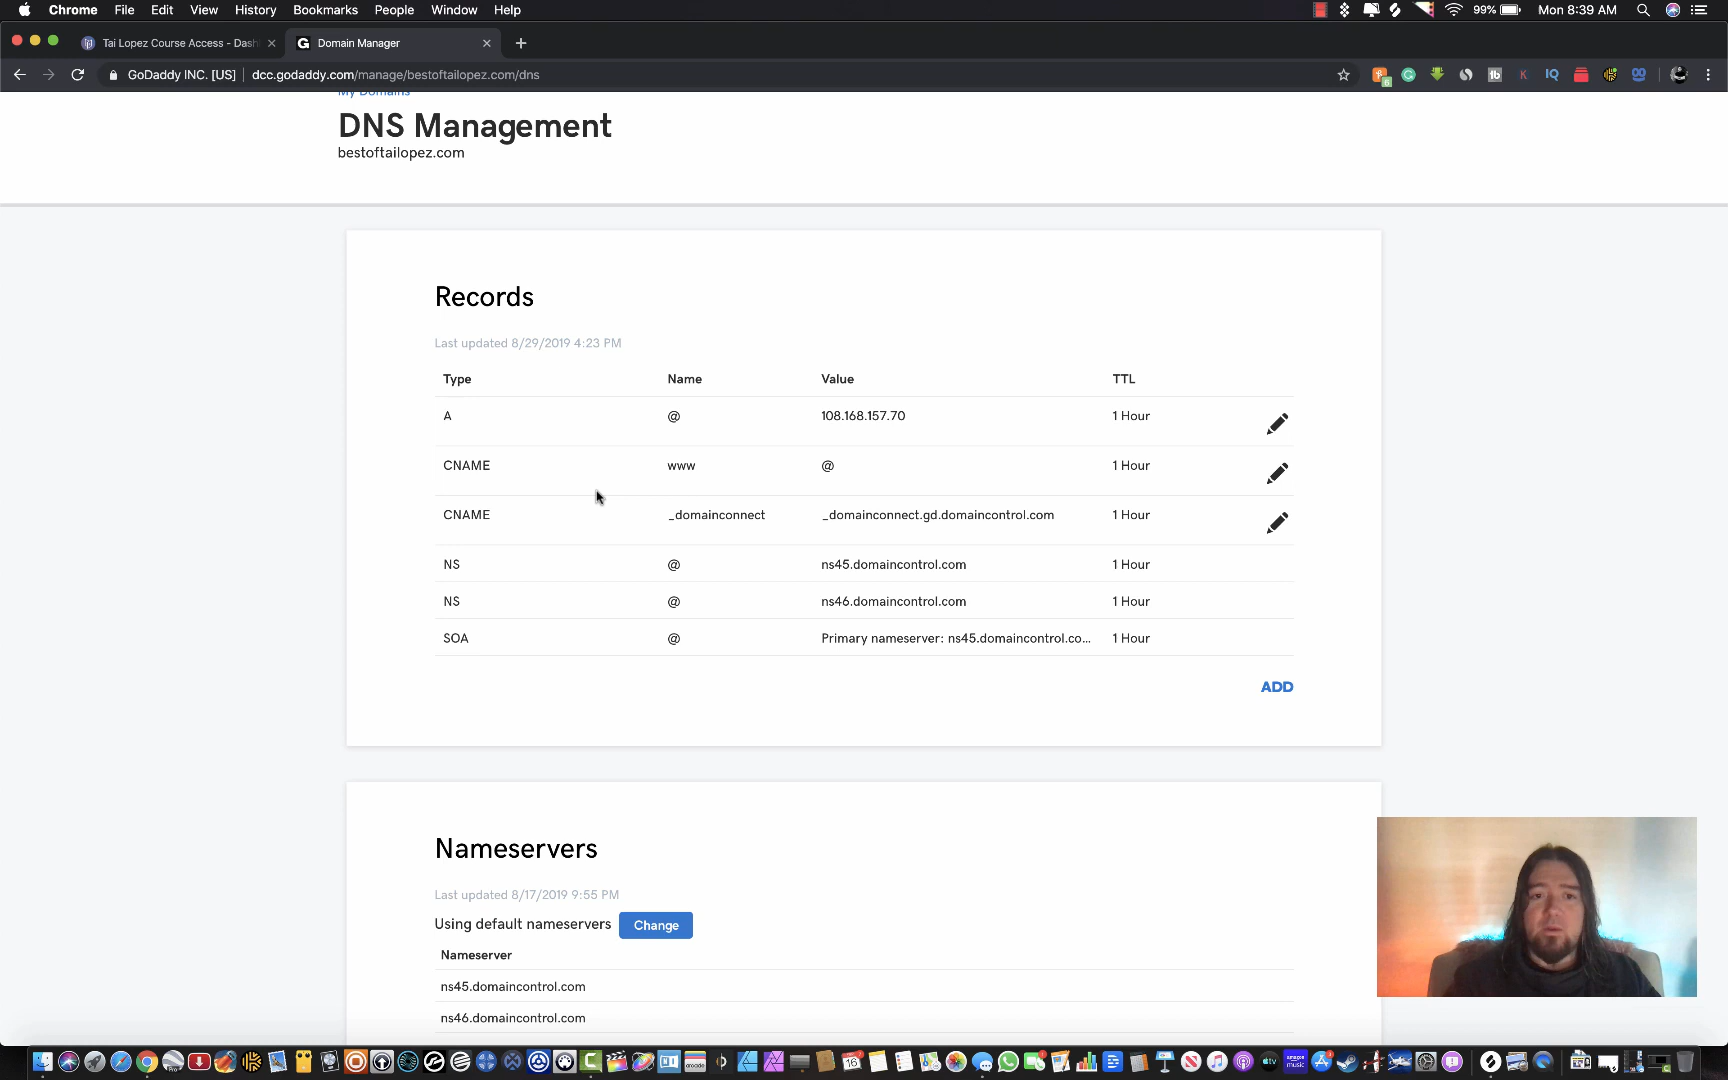 Chrome File Edit View History Bookmarks People Window Help 99% Mon 8:39 AM
Tai Lopez Course Access - Dash Domain Manager
GoDaddy INC. [US] dcc.godaddy.com/manage/bestoftailopez.com/dns
My Domains
DNS Management
bestoftailopez.com
Records
Last updated 8/29/2019 4:23 PM
Type Name Value TTL
A @ 108.168.157.70 1 Hour
CNAME www @ 1 Hour
CNAME _domainconnect _domainconnect.gd.domaincontrol.com 1 Hour
NS @ ns45.domaincontrol.com 1 Hour
NS @ ns46.domaincontrol.com 1 Hour
SOA @ Primary nameserver: ns45.domaincontrol.co... 1 Hour
ADD
Nameservers
Last updated 8/17/2019 9:55 PM
Using default nameservers Change
Nameserver
ns45.domaincontrol.com
ns46.domaincontrol.com